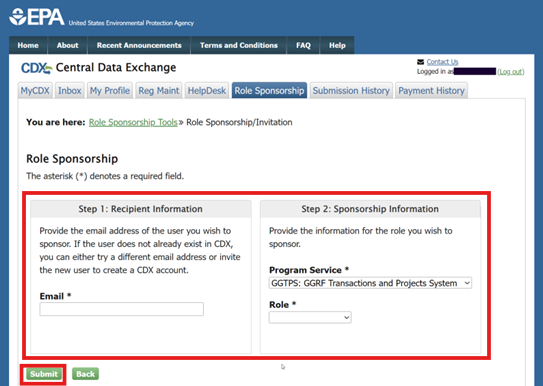 EPA United States Environmental Protection Agency
Home About Recent Announcements Terms and Conditions FAQ Help
CDX Central Data Exchange
Contact Us
Logged in as (Log out)
MyCDX Inbox My Profile Reg Maint HelpDesk Role Sponsorship Submission History Payment History
You are here: Role Sponsorship Tools» Role Sponsorship/Invitation
Role Sponsorship
The asterisk (*) denotes a required field.
Step 1: Recipient Information
Provide the email address of the user you wish to
sponsor. If the user does not already exist in CDX,
you can either try a different email address or invite
the new user to create a CDX account.
Email *
Step 2: Sponsorship Information
Provide the information for the role you wish to
sponsor.
Program Service *
GGTPS: GGRF Transactions and Projects System
Role *
Submit Back